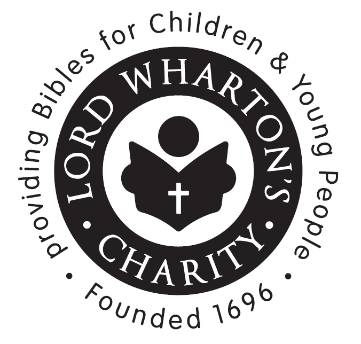 providing Bibles for Children & Young People
LORD WHARTON'S
• CHARITY •
• Founded 1696 •